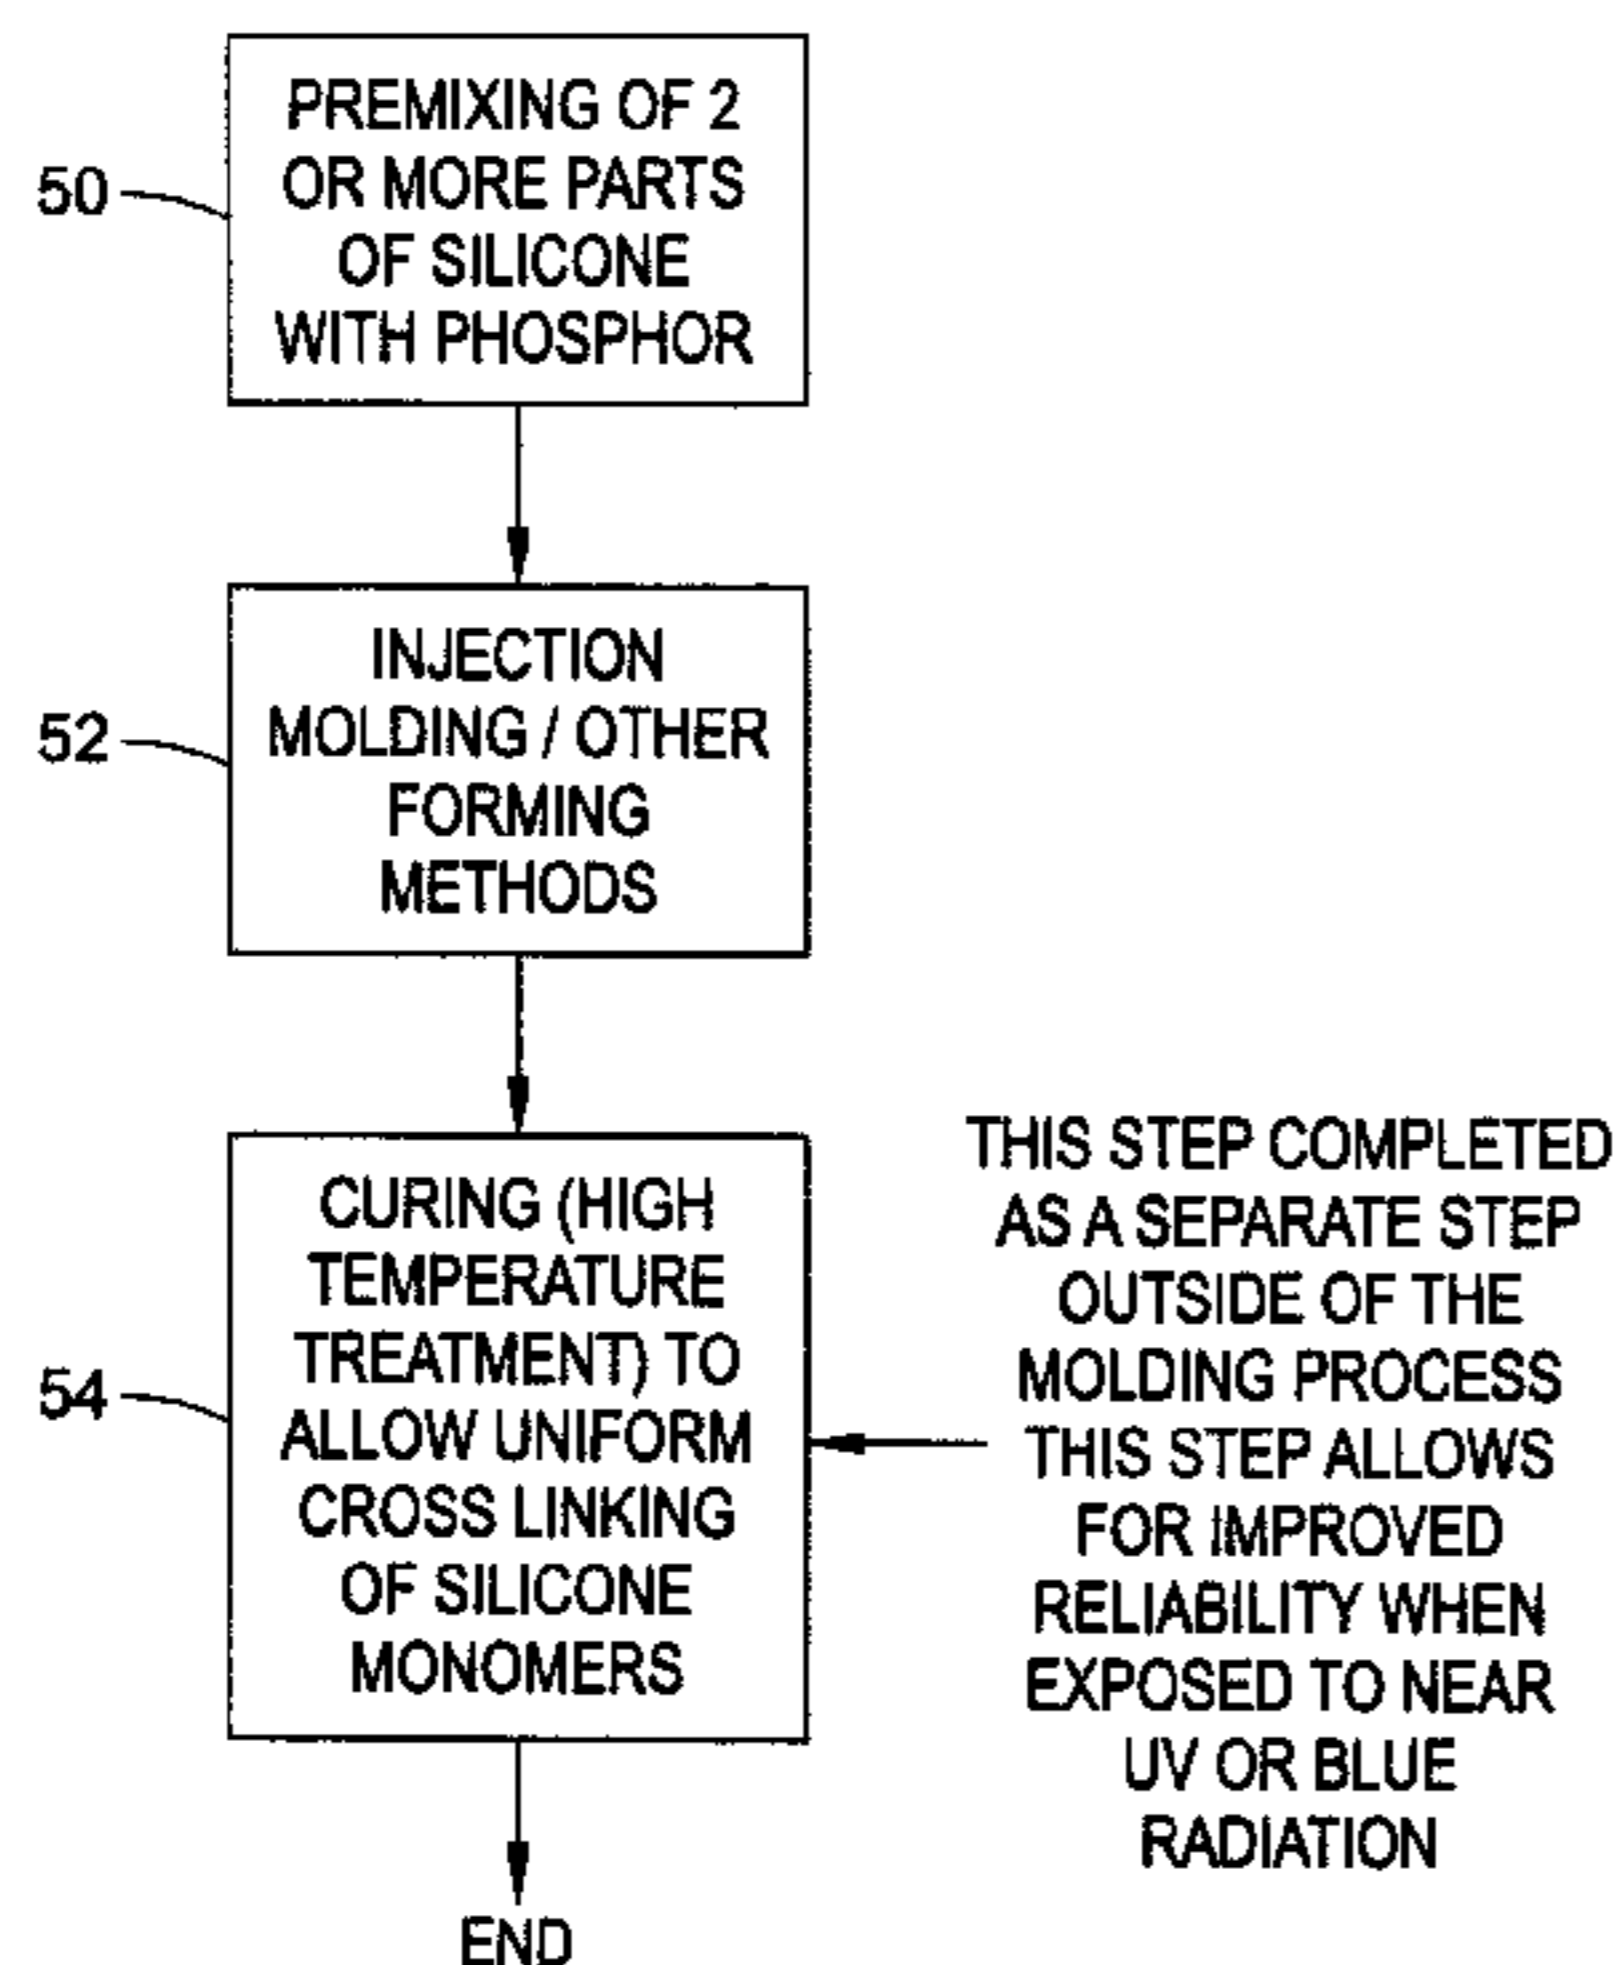 50
PREMIXING OF 2
OR MORE PARTS
OF SILICONE
WITH PHOSPHOR
52
INJECTION
MOLDING / OTHER
FORMING
METHODS
54
CURING (HIGH
TEMPERATURE
TREATMENT) TO
ALLOW UNIFORM
CROSS LINKING
OF SILICONE
MONOMERS
THIS STEP COMPLETED
AS A SEPARATE STEP
OUTSIDE OF THE
MOLDING PROCESS
THIS STEP ALLOWS
FOR IMPROVED
RELIABILITY WHEN
EXPOSED TO NEAR
UV OR BLUE
RADIATION
END